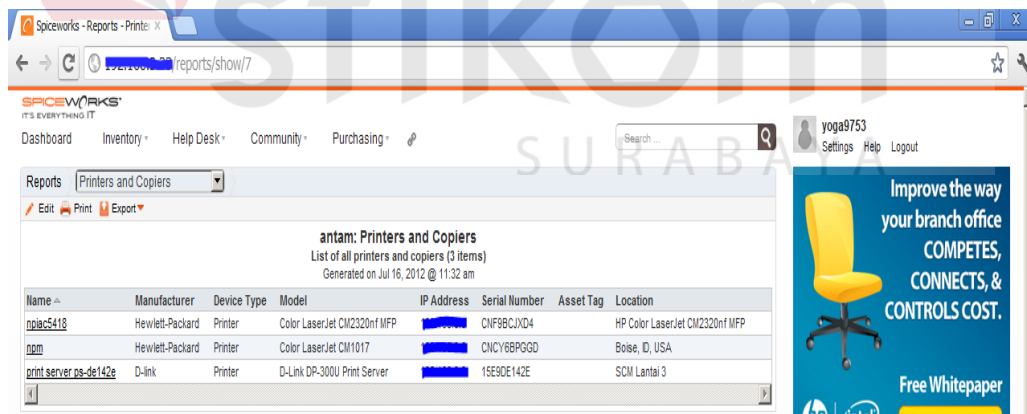 stikom
SURABAYA
Spiceworks - Reports - Printer
/reports/show/7
SPICEWORKS
IT'S EVERYTHING IT
Dashboard Inventory Help Desk Community Purchasing
Search ...
yoga9753
Settings Help Logout
Reports Printers and Copiers
Edit Print Export
antam: Printers and Copiers
List of all printers and copiers (3 items)
Generated on Jul 16, 2012 @ 11:32 am
Name Manufacturer Device Type Model IP Address Serial Number Asset Tag Location
npiac5418 Hewlett-Packard Printer Color LaserJet CM2320nf MFP CNF9BCJXD4 HP Color LaserJet CM2320nf MFP
npm Hewlett-Packard Printer Color LaserJet CM1017 CNCY6BPGGD Boise, ID, USA
print server ps-de142e D-link Printer D-Link DP-300U Print Server 15E9DE142E SCM Lantai 3
Improve the way
your branch office
COMPETES,
CONNECTS, &
CONTROLS COST.
Free Whitepaper